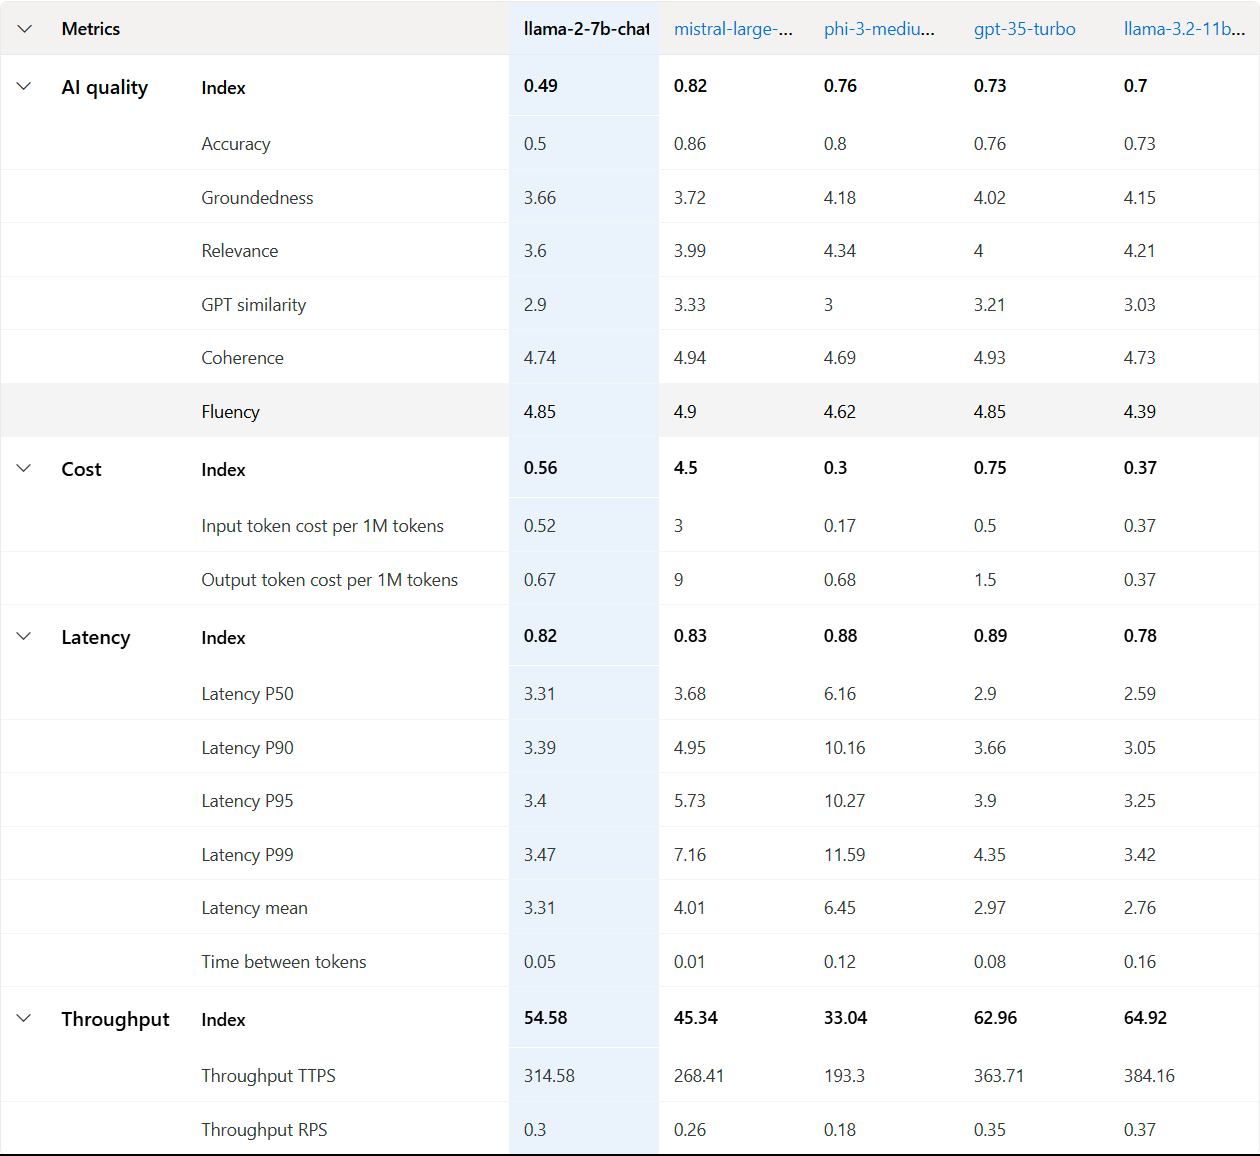 Metrics llama-2-7b-chat mistral-large-... phi-3-mediu... gpt-35-turbo llama-3.2-11b...
AI quality Index 0.49 0.82 0.76 0.73 0.7
Accuracy 0.5 0.86 0.8 0.76 0.73
Groundedness 3.66 3.72 4.18 4.02 4.15
Relevance 3.6 3.99 4.34 4 4.21
GPT similarity 2.9 3.33 3 3.21 3.03
Coherence 4.74 4.94 4.69 4.93 4.73
Fluency 4.85 4.9 4.62 4.85 4.39
Cost Index 0.56 4.5 0.3 0.75 0.37
Input token cost per 1M tokens 0.52 3 0.17 0.5 0.37
Output token cost per 1M tokens 0.67 9 0.68 1.5 0.37
Latency Index 0.82 0.83 0.88 0.89 0.78
Latency P50 3.31 3.68 6.16 2.9 2.59
Latency P90 3.39 4.95 10.16 3.66 3.05
Latency P95 3.4 5.73 10.27 3.9 3.25
Latency P99 3.47 7.16 11.59 4.35 3.42
Latency mean 3.31 4.01 6.45 2.97 2.76
Time between tokens 0.05 0.01 0.12 0.08 0.16
Throughput Index 54.58 45.34 33.04 62.96 64.92
Throughput TTPS 314.58 268.41 193.3 363.71 384.16
Throughput RPS 0.3 0.26 0.18 0.35 0.37